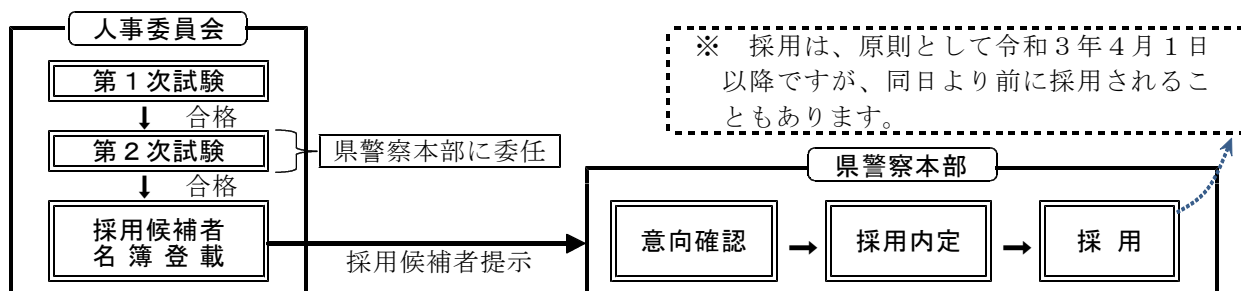 人事委員会
第1次試験
合格
第2次試験
県警察本部に委任
合格
採用候補者
名簿登載
採用候補者提示
※　採用は、原則として令和3年4月1日
以降ですが、同日より前に採用されるこ
ともあります。
県警察本部
意向確認
採用内定
採用